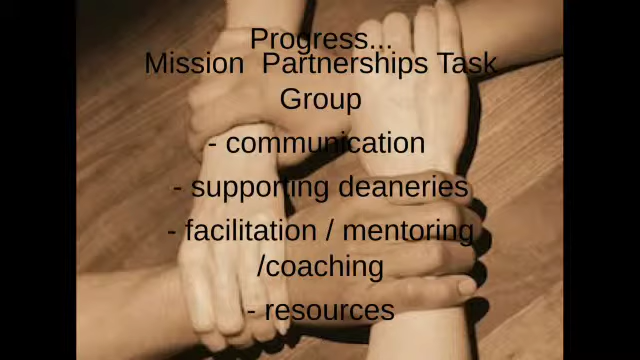 Progress...
Mission  Partnerships Task
Group
- communication
- supporting deaneries
- facilitation / mentoring
/coaching
- resources